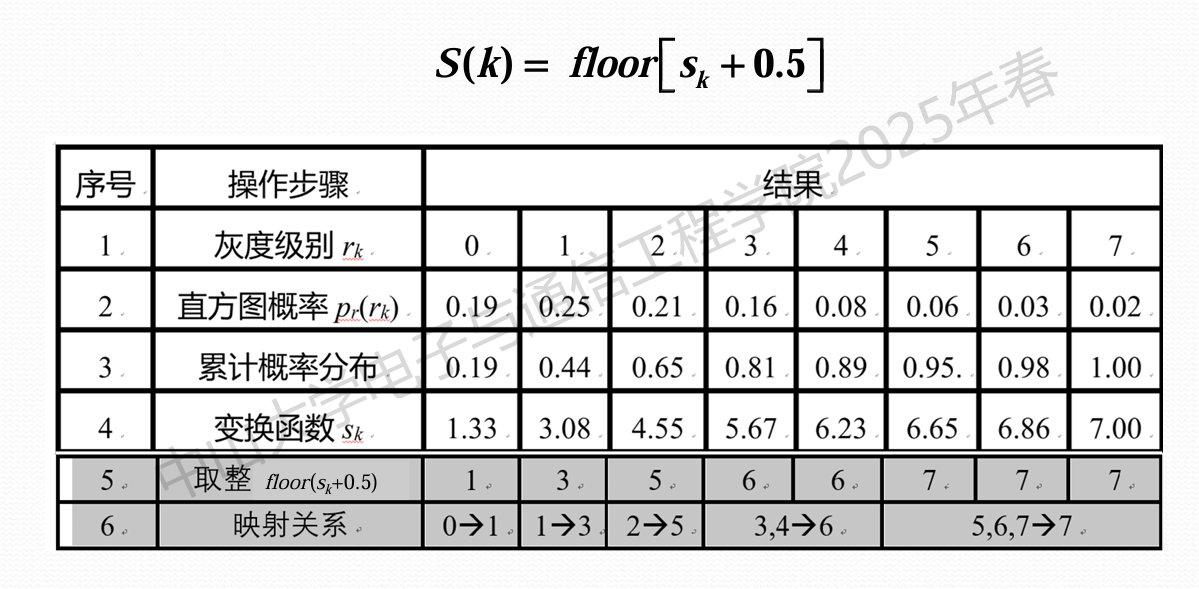 S(k) = floor[s_k + 0.5]
序号 操作步骤 结果
1 灰度级别 r_k 0 1 2 3 4 5 6 7
2 直方图概率 p_r(r_k) 0.19 0.25 0.21 0.16 0.08 0.06 0.03 0.02
3 累计概率分布 0.19 0.44 0.65 0.81 0.89 0.95. 0.98 1.00
4 变换函数 s_k 1.33 3.08 4.55 5.67 6.23 6.65 6.86 7.00
5 取整 floor(s_k+0.5) 1 3 5 6 6 7 7 7
6 映射关系 0→1 1→3 2→5 3,4→6 5,6,7→7
中山大学电子与通信工程学院2025年春